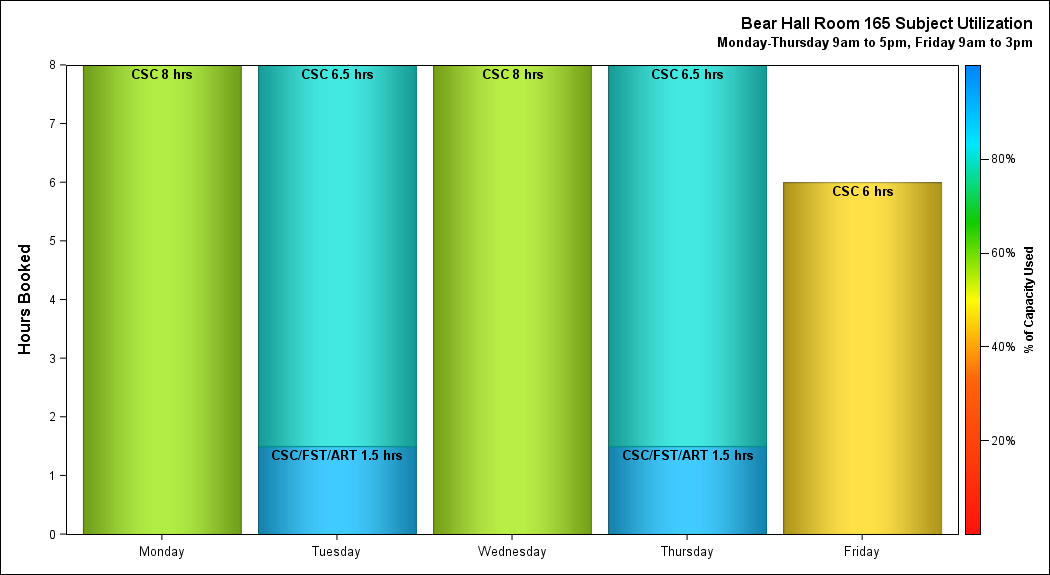 Bear Hall Room 165 Subject Utilization
Monday-Thursday 9am to 5pm, Friday 9am to 3pm
Hours Booked
8
7
6
5
4
3
2
1
0
CSC 8 hrs
CSC 6.5 hrs
CSC 8 hrs
CSC 6.5 hrs
CSC 6 hrs
CSC/FST/ART 1.5 hrs
CSC/FST/ART 1.5 hrs
Monday
Tuesday
Wednesday
Thursday
Friday
80%
60%
40%
20%
% of Capacity Used